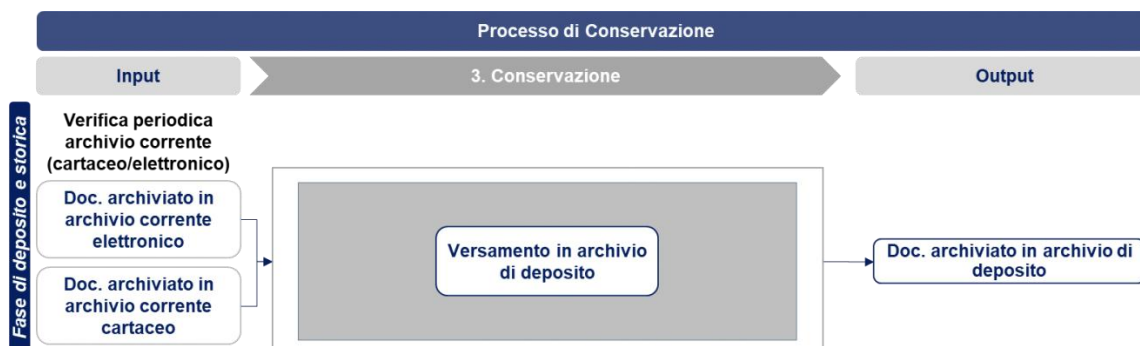 Processo di Conservazione
Input
3. Conservazione
Output
Fase di deposito e storica
Verifica periodica
archivio corrente
(cartaceo/elettronico)
Doc. archiviato in
archivio corrente
elettronico
Doc. archiviato in
archivio corrente
cartaceo
Versamento in archivio
di deposito
Doc. archiviato in archivio di
deposito